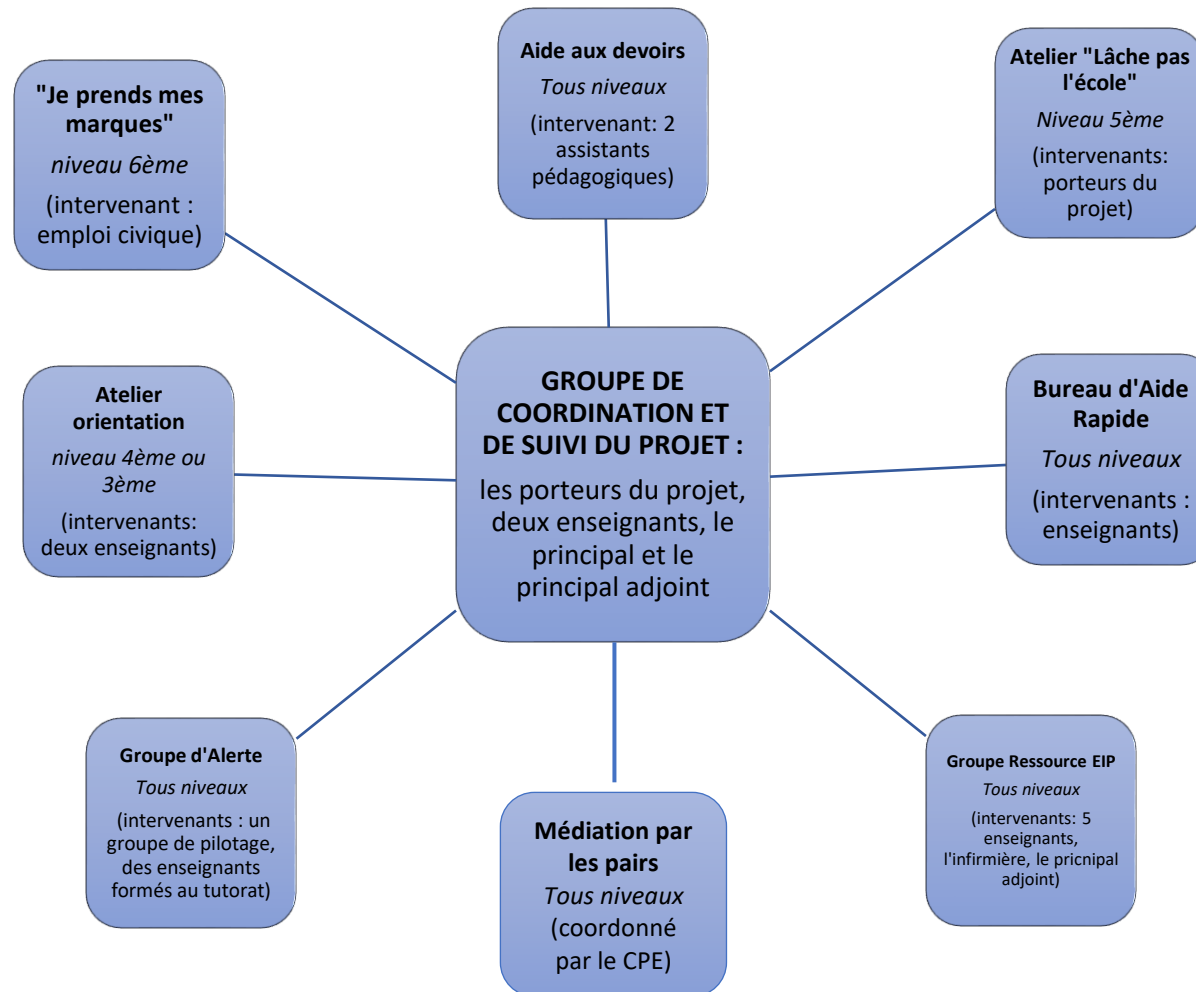 Aide aux devoirs
Tous niveaux
(intervenant: 2
assistants
pédagogiques)
Atelier "Lâche pas
l'école"
Niveau 5ème
(intervenants:
porteurs du
projet)
"Je prends mes
marques"
niveau 6ème
(intervenant :
emploi civique)
GROUPE DE
COORDINATION ET
DE SUIVI DU PROJET :
les porteurs du projet,
deux enseignants, le
principal et le
principal adjoint
Bureau d'Aide
Rapide
Tous niveaux
(intervenants :
enseignants)
Atelier
orientation
niveau 4ème ou
3ème
(intervenants:
deux enseignants)
Groupe d'Alerte
Tous niveaux
(intervenants : un
groupe de pilotage,
des enseignants
formés au tutorat)
Médiation par
les pairs
Tous niveaux
(coordonné
par le CPE)
Groupe Ressource EIP
Tous niveaux
(intervenants: 5
enseignants,
l'infirmière, le pricnipal
adjoint)